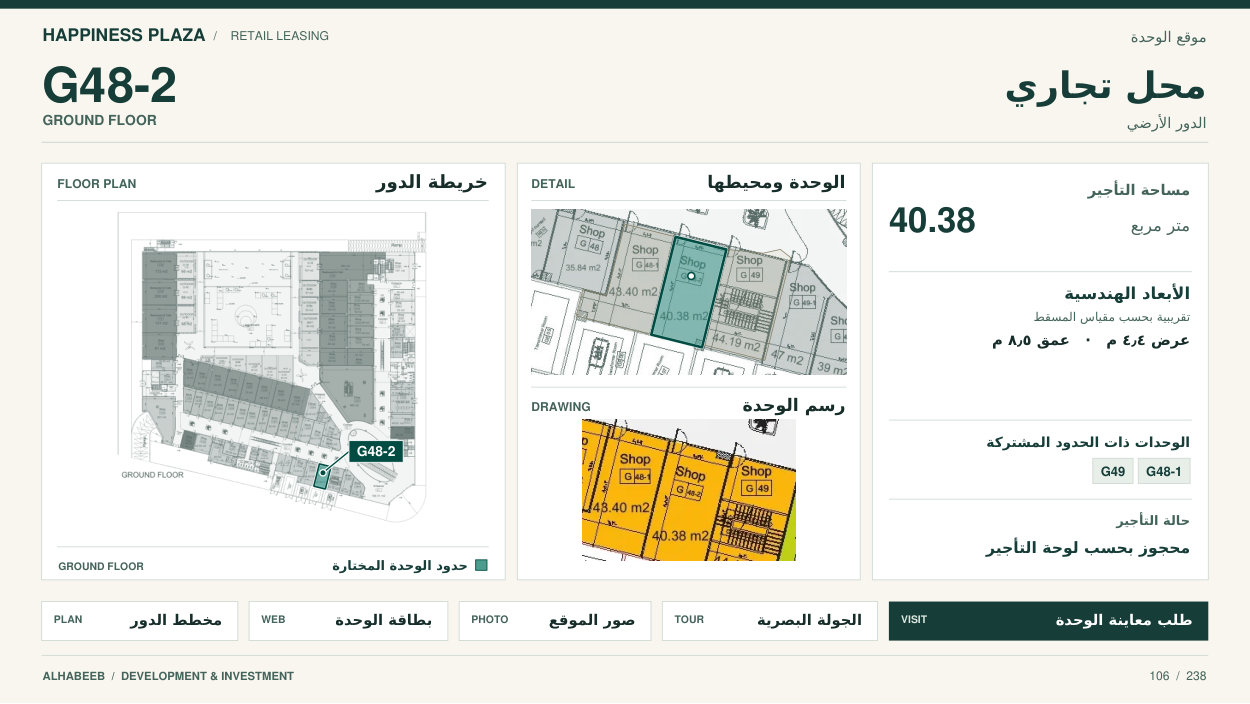 HAPPINESS PLAZA / RETAIL LEASING
موقع الوحدة
G48-2
محل تجاري
GROUND FLOOR
الدور الأرضي
FLOOR PLAN
خريطة الدور
G48-2
GROUND FLOOR
GROUND FLOOR
حدود الوحدة المختارة
DETAIL
الوحدة ومحيطها
Shop
G 48
35.84 m2
Shop
G 48-1
43.40 m2
Shop
40.38 m2
Shop
G 49
44.19 m2
Shop
G 49-1
47 m2
39 m2
DRAWING
رسم الوحدة
Shop
G 48-1
43.40 m2
Shop
G 48-2
40.38 m2
Shop
G 49
مساحة التأجير
40.38
متر مربع
الأبعاد الهندسية
تقريبية بحسب مقياس المسقط
عرض ٤٫٤ م · عمق ٨٫٥ م
الوحدات ذات الحدود المشتركة
G49 G48-1
حالة التأجير
محجوز بحسب لوحة التأجير
PLAN
مخطط الدور
WEB
بطاقة الوحدة
PHOTO
صور الموقع
TOUR
الجولة البصرية
VISIT
طلب معاينة الوحدة
ALHABEEB / DEVELOPMENT & INVESTMENT
106 / 238